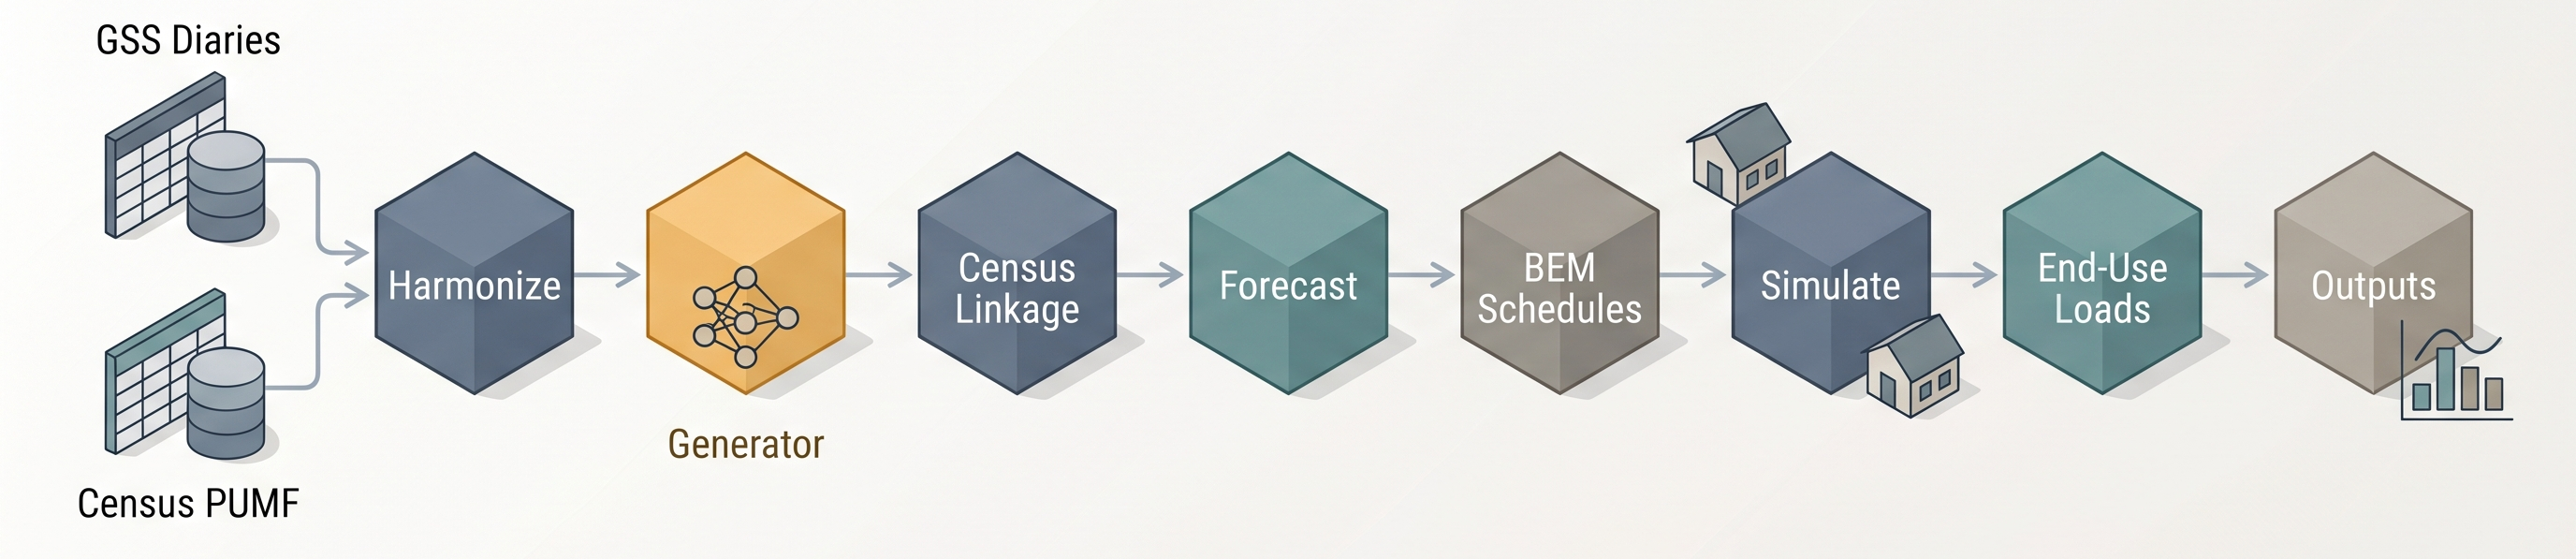 GSS Diaries
Census PUMF
Harmonize
Generator
Census
Linkage
Forecast
BEM
Schedules
Simulate
End-Use
Loads
Outputs